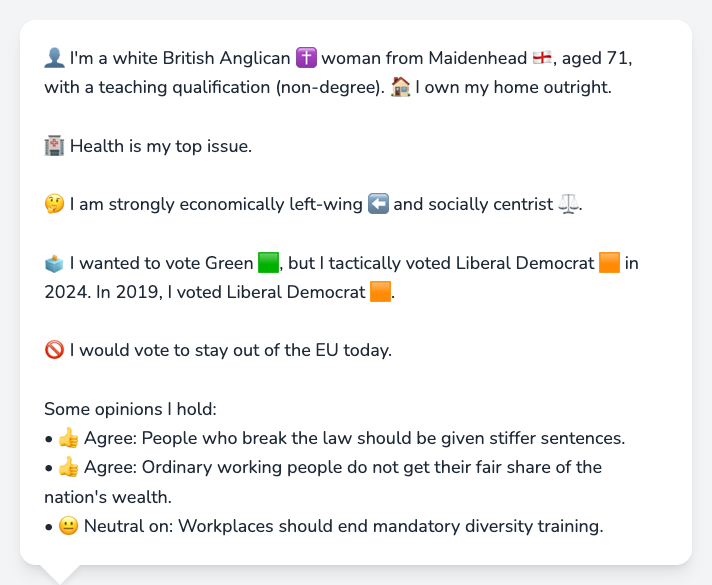 👤 I'm a white British Anglican ✝️ woman from Maidenhead 🏴󠁧󠁢󠁥󠁮󠁧󠁿, aged 71,
with a teaching qualification (non-degree). 🏠 I own my home outright.
🏥 Health is my top issue.
🤔 I am strongly economically left-wing ⬅️ and socially centrist ⚖️.
🗳️ I wanted to vote Green 🟩, but I tactically voted Liberal Democrat 🟧 in
2024. In 2019, I voted Liberal Democrat 🟧.
🚫 I would vote to stay out of the EU today.
Some opinions I hold:
• 👍 Agree: People who break the law should be given stiffer sentences.
• 👍 Agree: Ordinary working people do not get their fair share of the
nation's wealth.
• 😐 Neutral on: Workplaces should end mandatory diversity training.